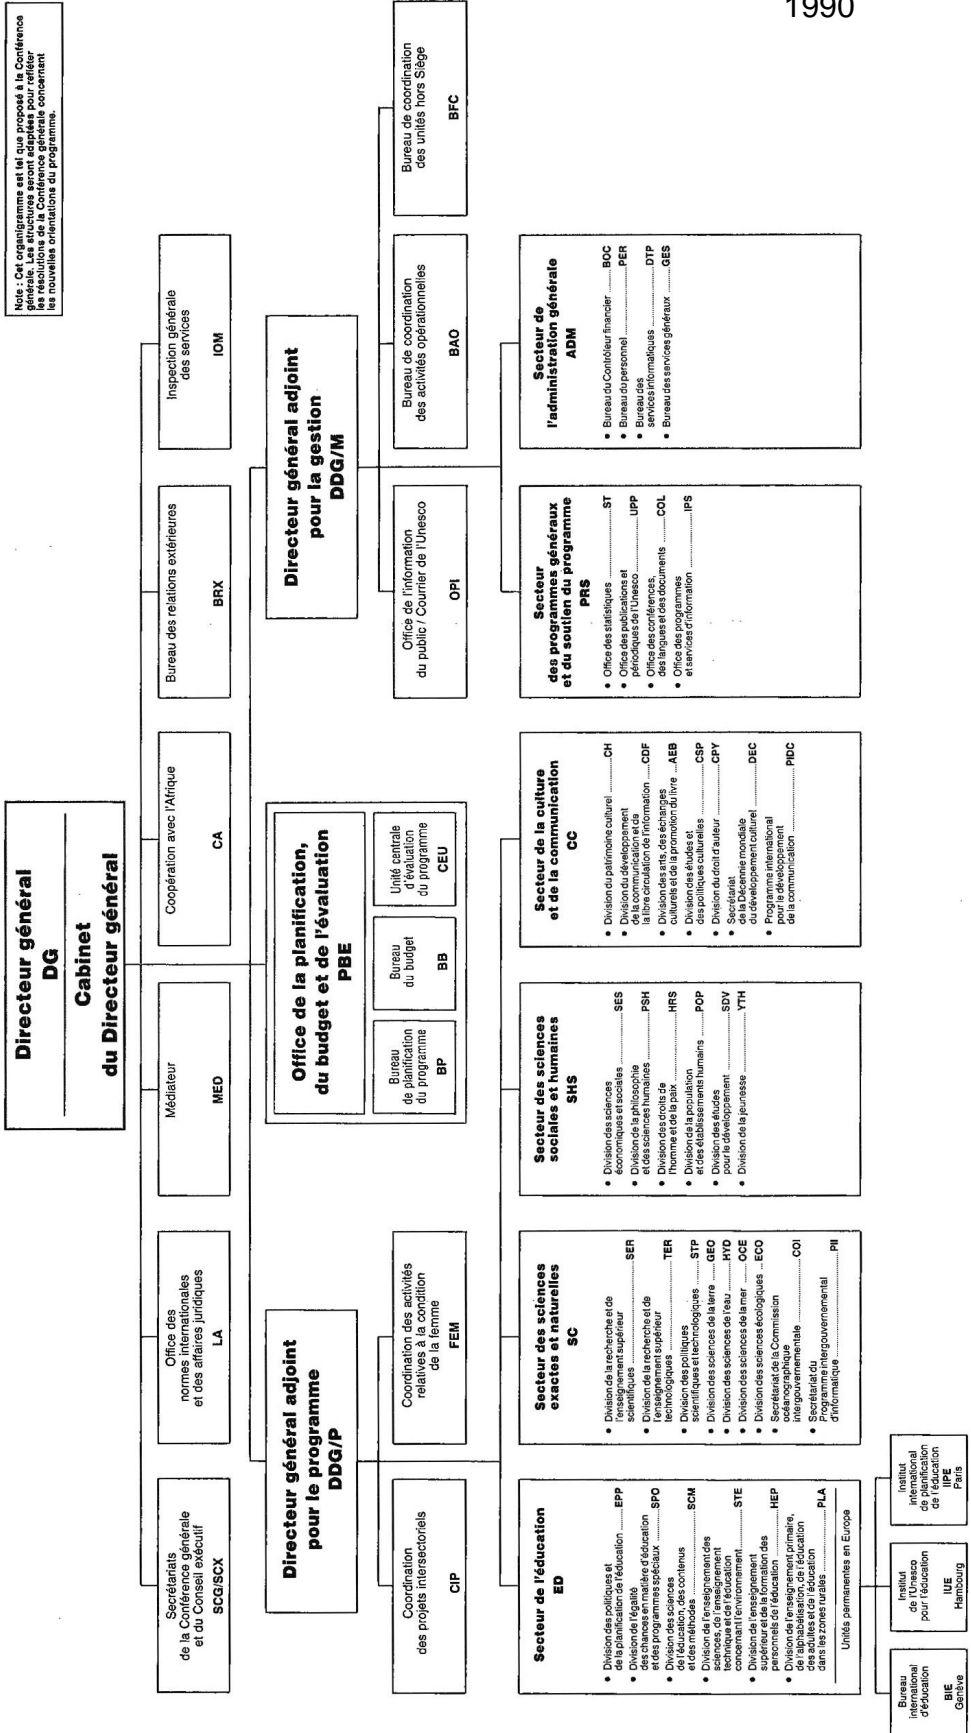 1990
Note : Cet organigramme est tel que proposé à la Conférence
générale. Les structures seront adaptées pour refléter
les résolutions de la Conférence générale concernant
les nouvelles orientations du programme.
Directeur général
DG
Cabinet
du Directeur général
Secrétariats
de la Conférence générale
et du Conseil exécutif
SCG/SCX
Office des
normes internationales
et des affaires juridiques
LA
Médiateur
MED
Coopération avec l'Afrique
CA
Bureau des relations extérieures
BRX
Inspection générale
des services
IOM
Directeur général adjoint
pour le programme
DDG/P
Office de la planification,
du budget et de l'évaluation
PBE
Bureau
de planification
du programme
BP
Bureau
du budget
BB
Unité centrale
d'évaluation
du programme
CEU
Directeur général adjoint
pour la gestion
DDG/M
Coordination
des projets intersectoriels
CIP
Coordination des activités
relatives à la condition
de la femme
FEM
Office de l'information
du public / Courrier de l'Unesco
OPI
Bureau de coordination
des activités opérationnelles
BAO
Bureau de coordination
des unités hors Siège
BFC
Secteur de l'éducation
ED
• Division des politiques et
de la planification de l'éducation ........ EPP
• Division de l'égalité
des chances en matière d'éducation
et des programmes spéciaux ........ SPO
• Division des sciences
de l'éducation, des contenus
et des méthodes ........ SCM
• Division de l'enseignement des
sciences, de l'enseignement
technique et de l'éducation
concernant l'environnement ........ STE
• Division de l'enseignement
supérieur et de la formation des
personnels de l'éducation ........ HEP
• Division de l'enseignement primaire,
de l'alphabétisation, de l'éducation
des adultes et de l'éducation
dans les zones rurales ........ PLA
Unités permanentes en Europe
Bureau
international
d'éducation
BIE
Genève
Institut
de l'Unesco
pour l'éducation
IUE
Hambourg
Institut
international
de planification
de l'éducation
IIPE
Paris
Secteur des sciences
exactes et naturelles
SC
• Division de la recherche et de
l'enseignement supérieur
scientifiques ........ SER
• Division de la recherche et de
l'enseignement supérieur
technologiques ........ TER
• Division des politiques
scientifiques et technologiques ........ STP
• Division des sciences de la terre ........ GEO
• Division des sciences de l'eau ........ HYD
• Division des sciences de la mer ........ OCE
• Division des sciences écologiques ........ ECO
• Secrétariat de la Commission
océanographique
intergouvernementale ........ COI
• Secrétariat du
Programme intergouvernemental
d'informatique ........ PII
Secteur des sciences
sociales et humaines
SHS
• Division des sciences
économiques et sociales ........ SES
• Division de la philosophie
et des sciences humaines ........ PSH
• Division des droits de
l'homme et de la paix ........ HRS
• Division de la population
et des établissements humains ........ POP
• Division des études
pour le développement ........ SDV
• Division de la jeunesse ........ YTH
Secteur de la culture
et de la communication
CC
• Division du patrimoine culturel ........ CH
• Division du développement
de la communication et de
la libre circulation de l'information ........ CDF
• Division des arts, des échanges
culturels et de la promotion du livre ........ AEB
• Division des études et
des politiques culturelles ........ CSP
• Division du droit d'auteur ........ CPY
• Secrétariat
de la Décennie mondiale
du développement culturel ........ DEC
• Programme international
pour le développement
de la communication ........ PIDC
Secteur
des programmes généraux
et du soutien du programme
PRS
• Office des statistiques ........ ST
• Office des publications et
périodiques de l'Unesco ........ UPP
• Office des conférences,
des langues et des documents ........ COL
• Office des programmes
et services d'information ........ IPS
Secteur de
l'administration générale
ADM
• Bureau du Contrôleur financier ........ BOC
• Bureau du personnel ........ PER
• Bureau des
services informatiques ........ DTP
• Bureau des services généraux ........ GES